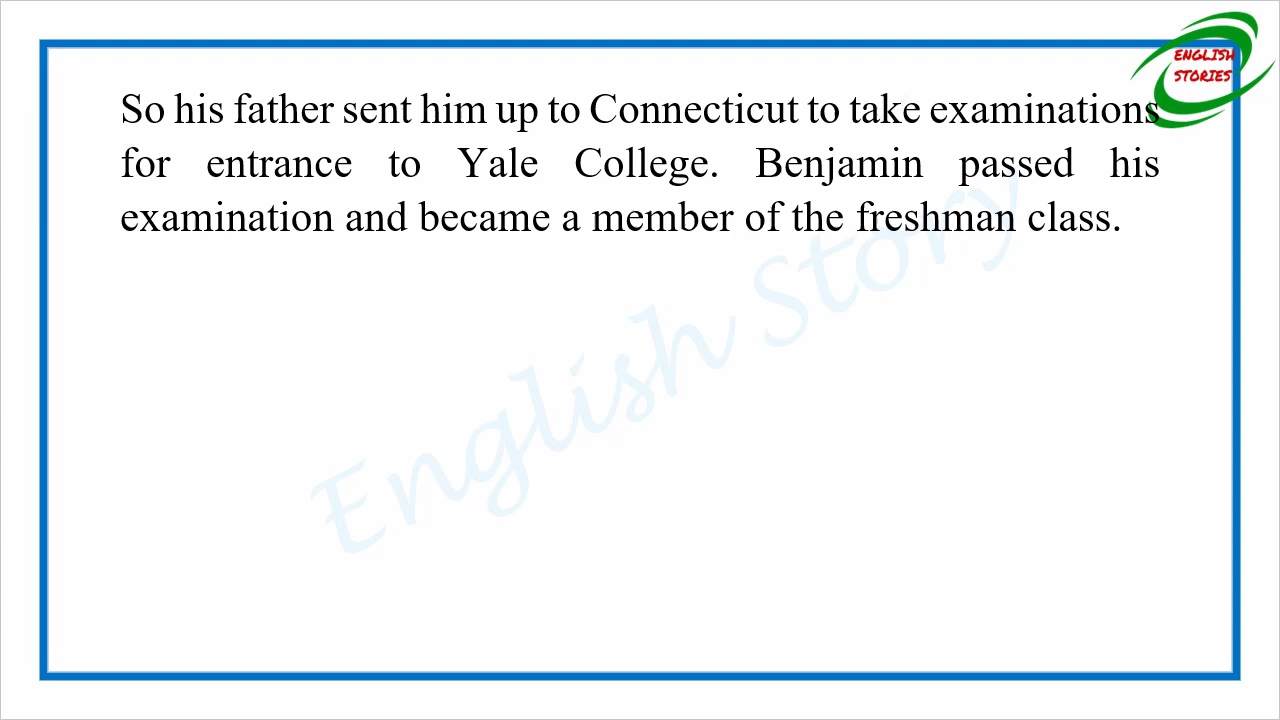 ENGLISH
STORIES
So his father sent him up to Connecticut to take examinations
for entrance to Yale College. Benjamin passed his
examination and became a member of the freshman class.
English Story